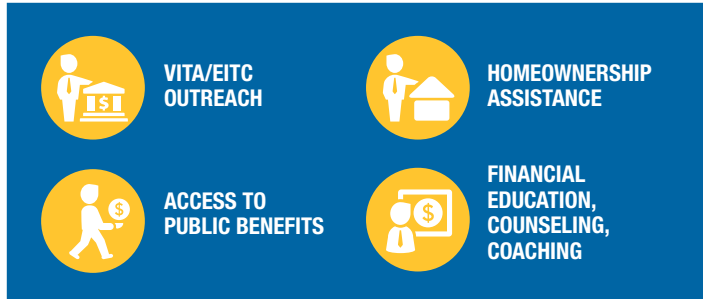 VITA/EITC
OUTREACH
HOMEOWNERSHIP
ASSISTANCE
ACCESS TO
PUBLIC BENEFITS
FINANCIAL
EDUCATION,
COUNSELING,
COACHING
$
$
$